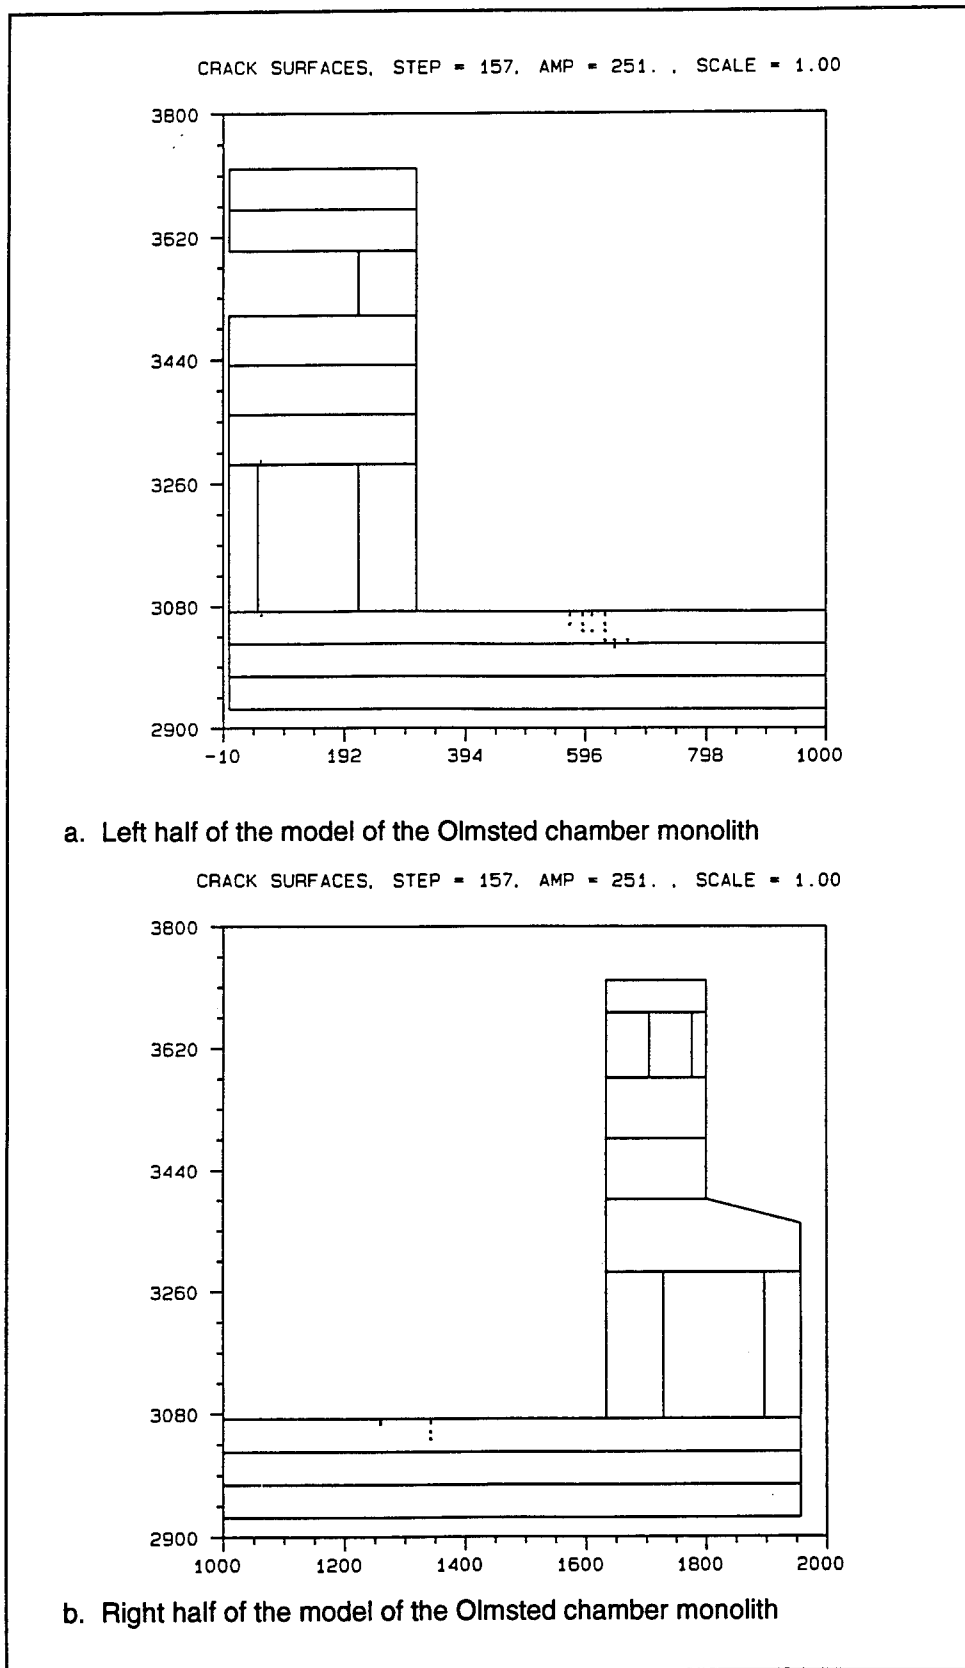 CRACK SURFACES, STEP = 157, AMP = 251. , SCALE = 1.00
3800
3620
3440
3260
3080
2900
-10 192 394 596 798 1000
a. Left half of the model of the Olmsted chamber monolith
CRACK SURFACES, STEP = 157, AMP = 251. , SCALE = 1.00
3800
3620
3440
3260
3080
2900
1000 1200 1400 1600 1800 2000
b. Right half of the model of the Olmsted chamber monolith